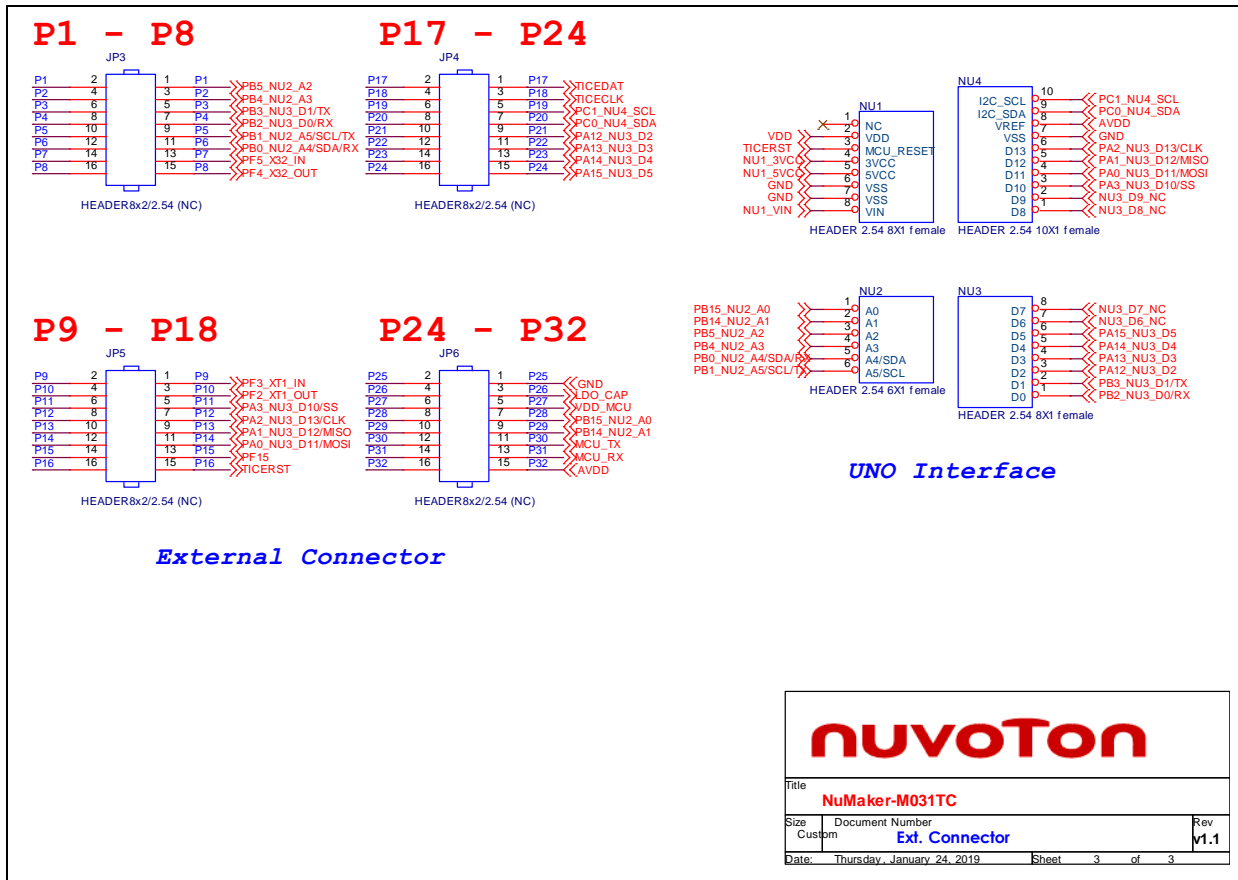 P1 - P8
JP3
P1 2 1 P1 PB5_NU2_A2
P2 4 3 P2 PB4_NU2_A3
P3 6 5 P3 PB3_NU3_D1/TX
P4 8 7 P4 PB2_NU3_D0/RX
P5 10 9 P5 PB1_NU2_A5/SCL/TX
P6 12 11 P6 PB0_NU2_A4/SDA/RX
P7 14 13 P7 PF5_X32_IN
P8 16 15 P8 PF4_X32_OUT
HEADER8x2/2.54 (NC)
P17 - P24
JP4
P17 2 1 P17 TICEDAT
P18 4 3 P18 TICECLK
P19 6 5 P19 PC1_NU4_SCL
P20 8 7 P20 PC0_NU4_SDA
P21 10 9 P21 PA12_NU3_D2
P22 12 11 P22 PA13_NU3_D3
P23 14 13 P23 PA14_NU3_D4
P24 16 15 P24 PA15_NU3_D5
HEADER8x2/2.54 (NC)
NU1
1 NC
VDD 2 VDD
TICERST 3 MCU_RESET
NU1_3VCC 4 3VCC
NU1_5VCC 5 5VCC
GND 6 VSS
GND 7 VSS
NU1_VIN 8 VIN
HEADER 2.54 8X1 female
NU4
I2C_SCL 10 PC1_NU4_SCL
I2C_SDA 9 PC0_NU4_SDA
VREF 8 AVDD
VSS 7 GND
D13 6 PA2_NU3_D13/CLK
D12 5 PA1_NU3_D12/MISO
D11 4 PA0_NU3_D11/MOSI
D10 3 PA3_NU3_D10/SS
D9 2 NU3_D9_NC
D8 1 NU3_D8_NC
HEADER 2.54 10X1 female
P9 - P18
JP5
P9 2 1 P9 PF3_XT1_IN
P10 4 3 P10 PF2_XT1_OUT
P11 6 5 P11 PA3_NU3_D10/SS
P12 8 7 P12 PA2_NU3_D13/CLK
P13 10 9 P13 PA1_NU3_D12/MISO
P14 12 11 P14 PA0_NU3_D11/MOSI
P15 14 13 P15 PF15
P16 16 15 P16 TICERST
HEADER8x2/2.54 (NC)
P24 - P32
JP6
P25 2 1 P25 GND
P26 4 3 P26 LDO_CAP
P27 6 5 P27 VDD_MCU
P28 8 7 P28 PB15_NU2_A0
P29 10 9 P29 PB14_NU2_A1
P30 12 11 P30 MCU_TX
P31 14 13 P31 MCU_RX
P32 16 15 P32 AVDD
HEADER8x2/2.54 (NC)
NU2
PB15_NU2_A0 1 A0
PB14_NU2_A1 2 A1
PB5_NU2_A2 3 A2
PB4_NU2_A3 4 A3
PB0_NU2_A4/SDA/RX 5 A4/SDA
PB1_NU2_A5/SCL/TX 6 A5/SCL
HEADER 2.54 6X1 female
NU3
D7 8 NU3_D7_NC
D6 7 NU3_D6_NC
D5 6 PA15_NU3_D5
D4 5 PA14_NU3_D4
D3 4 PA13_NU3_D3
D2 3 PA12_NU3_D2
D1 2 PB3_NU3_D1/TX
D0 1 PB2_NU3_D0/RX
HEADER 2.54 8X1 female
UNO Interface
External Connector
nuvoTon
Title
NuMaker-M031TC
Size Document Number Rev
Custom Ext. Connector v1.1
Date: Thursday, January 24, 2019 Sheet 3 of 3